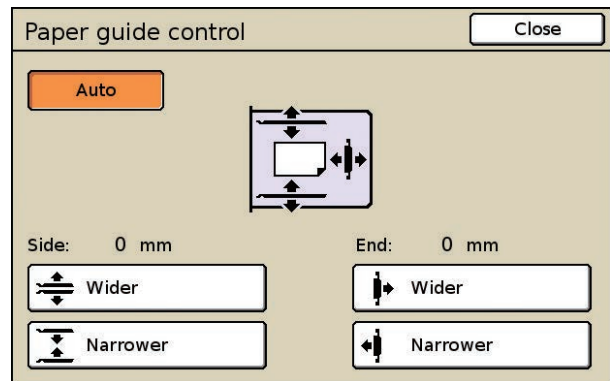 Paper guide control Close
Auto
Side: 0 mm End: 0 mm
Wider Wider
Narrower Narrower